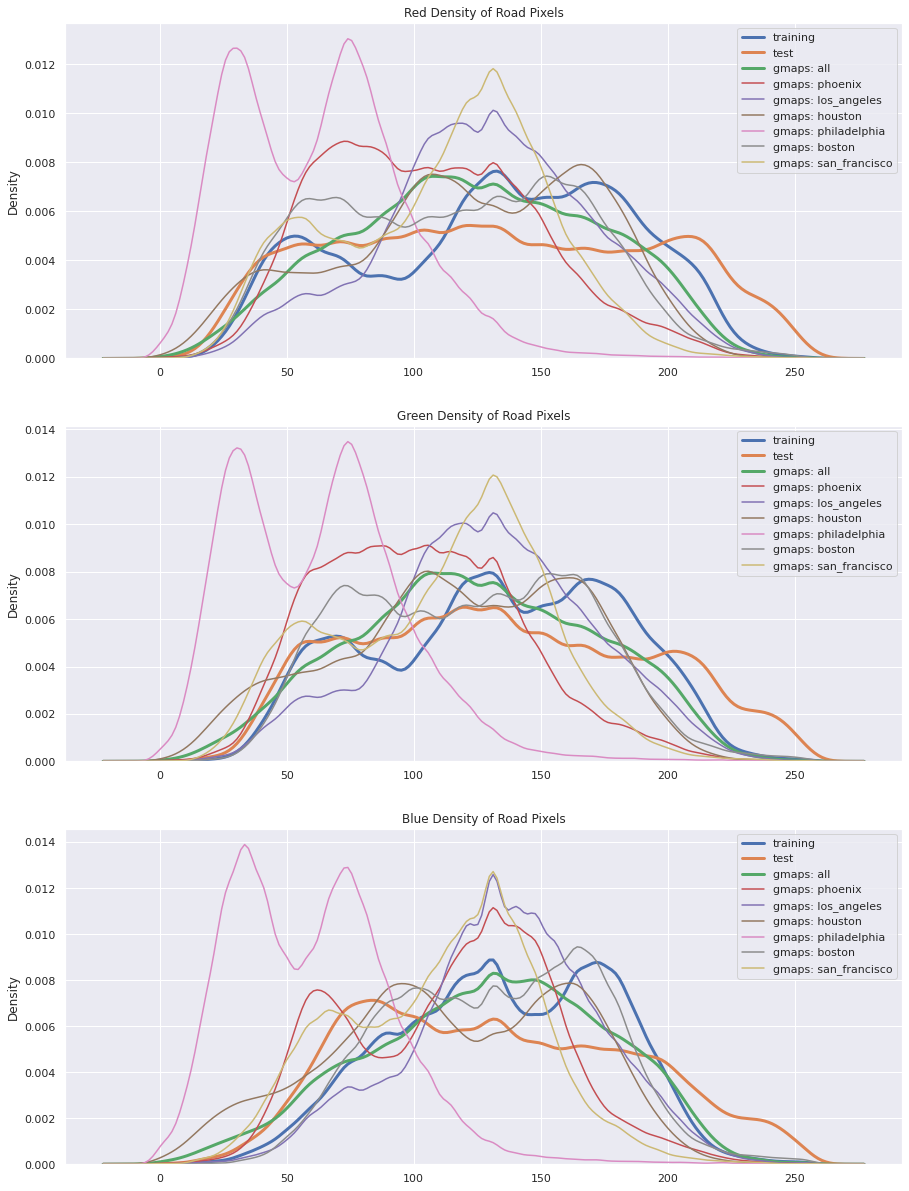 Red Density of Road Pixels
training
test
gmaps: all
gmaps: phoenix
gmaps: los_angeles
gmaps: houston
gmaps: philadelphia
gmaps: boston
gmaps: san_francisco
Density
0.012
0.010
0.008
0.006
0.004
0.002
0.000
0 50 100 150 200 250
Green Density of Road Pixels
training
test
gmaps: all
gmaps: phoenix
gmaps: los_angeles
gmaps: houston
gmaps: philadelphia
gmaps: boston
gmaps: san_francisco
Density
0.014
0.012
0.010
0.008
0.006
0.004
0.002
0.000
0 50 100 150 200 250
Blue Density of Road Pixels
training
test
gmaps: all
gmaps: phoenix
gmaps: los_angeles
gmaps: houston
gmaps: philadelphia
gmaps: boston
gmaps: san_francisco
Density
0.014
0.012
0.010
0.008
0.006
0.004
0.002
0.000
0 50 100 150 200 250